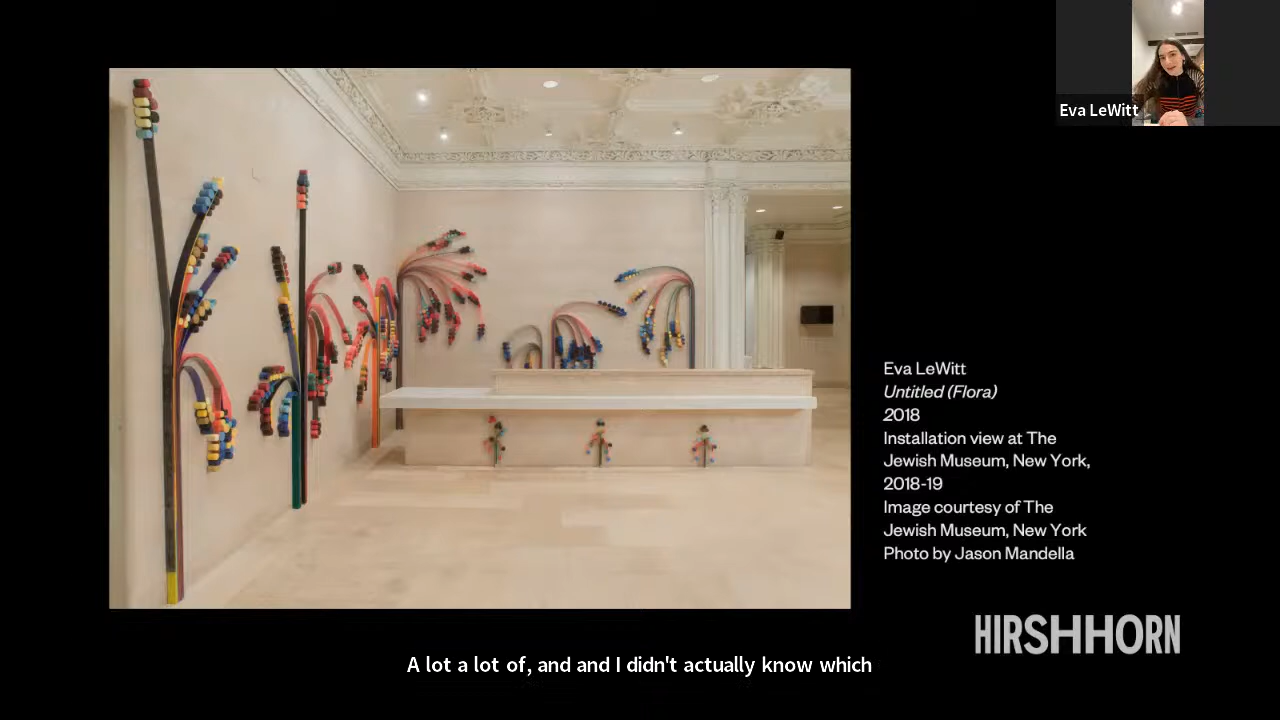 Eva LeWitt
Eva LeWitt
Untitled (Flora)
2018
Installation view at The
Jewish Museum, New York,
2018-19
Image courtesy of The
Jewish Museum, New York
Photo by Jason Mandella
HIRSHHORN
A lot a lot of, and and I didn't actually know which